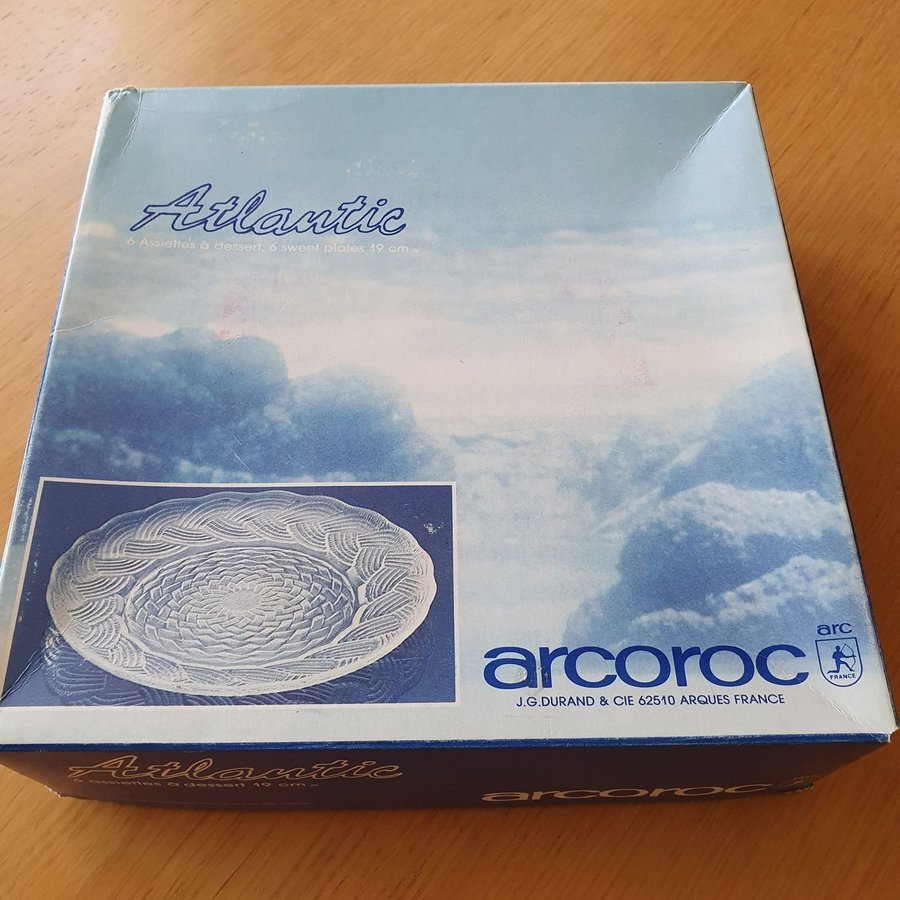 Atlantic
6 Assiettes à dessert, 6 sweet plates 19 cm
arc
arcoroc
FRANCE
J.G.DURAND & CIE 62510 ARQUES FRANCE
Atlantic
6 assiettes à dessert 19 cm
arcoroc